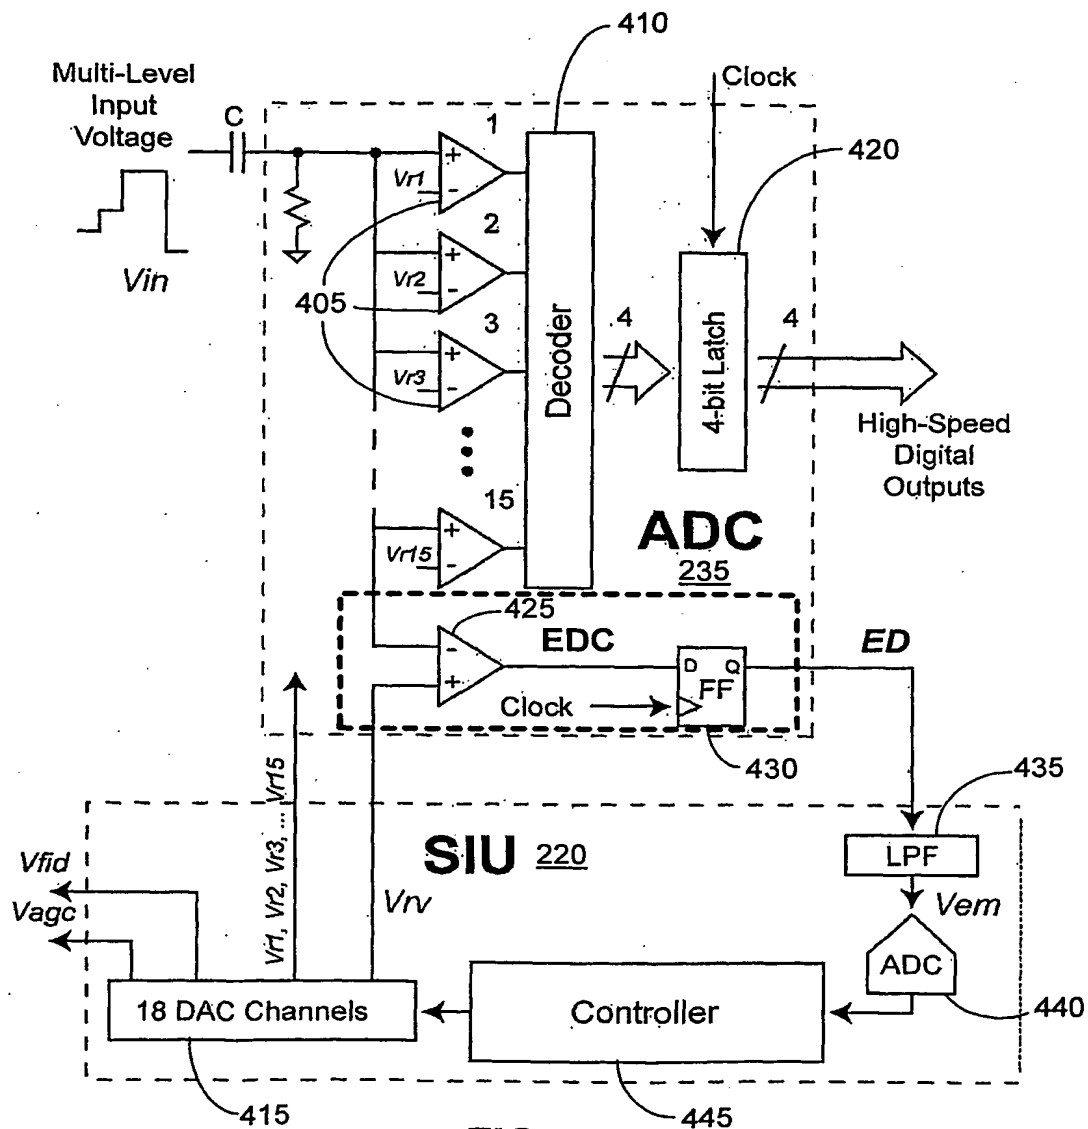 410
Multi-Level
Input
Voltage
C
Clock
1
+
Vr1
-
420
2
+
Vr2
-
Vin
405
3
+
Vr3
-
Decoder
4
4-bit Latch
4
High-Speed
Digital
Outputs
15
+
Vr15
-
ADC
235
425
EDC
ED
-
+
D Q
FF
Clock
430
435
Vr1, Vr2, Vr3, ... Vr15
SIU 220
LPF
Vfid
Vrv
Vem
Vagc
ADC
18 DAC Channels
Controller
440
415
445